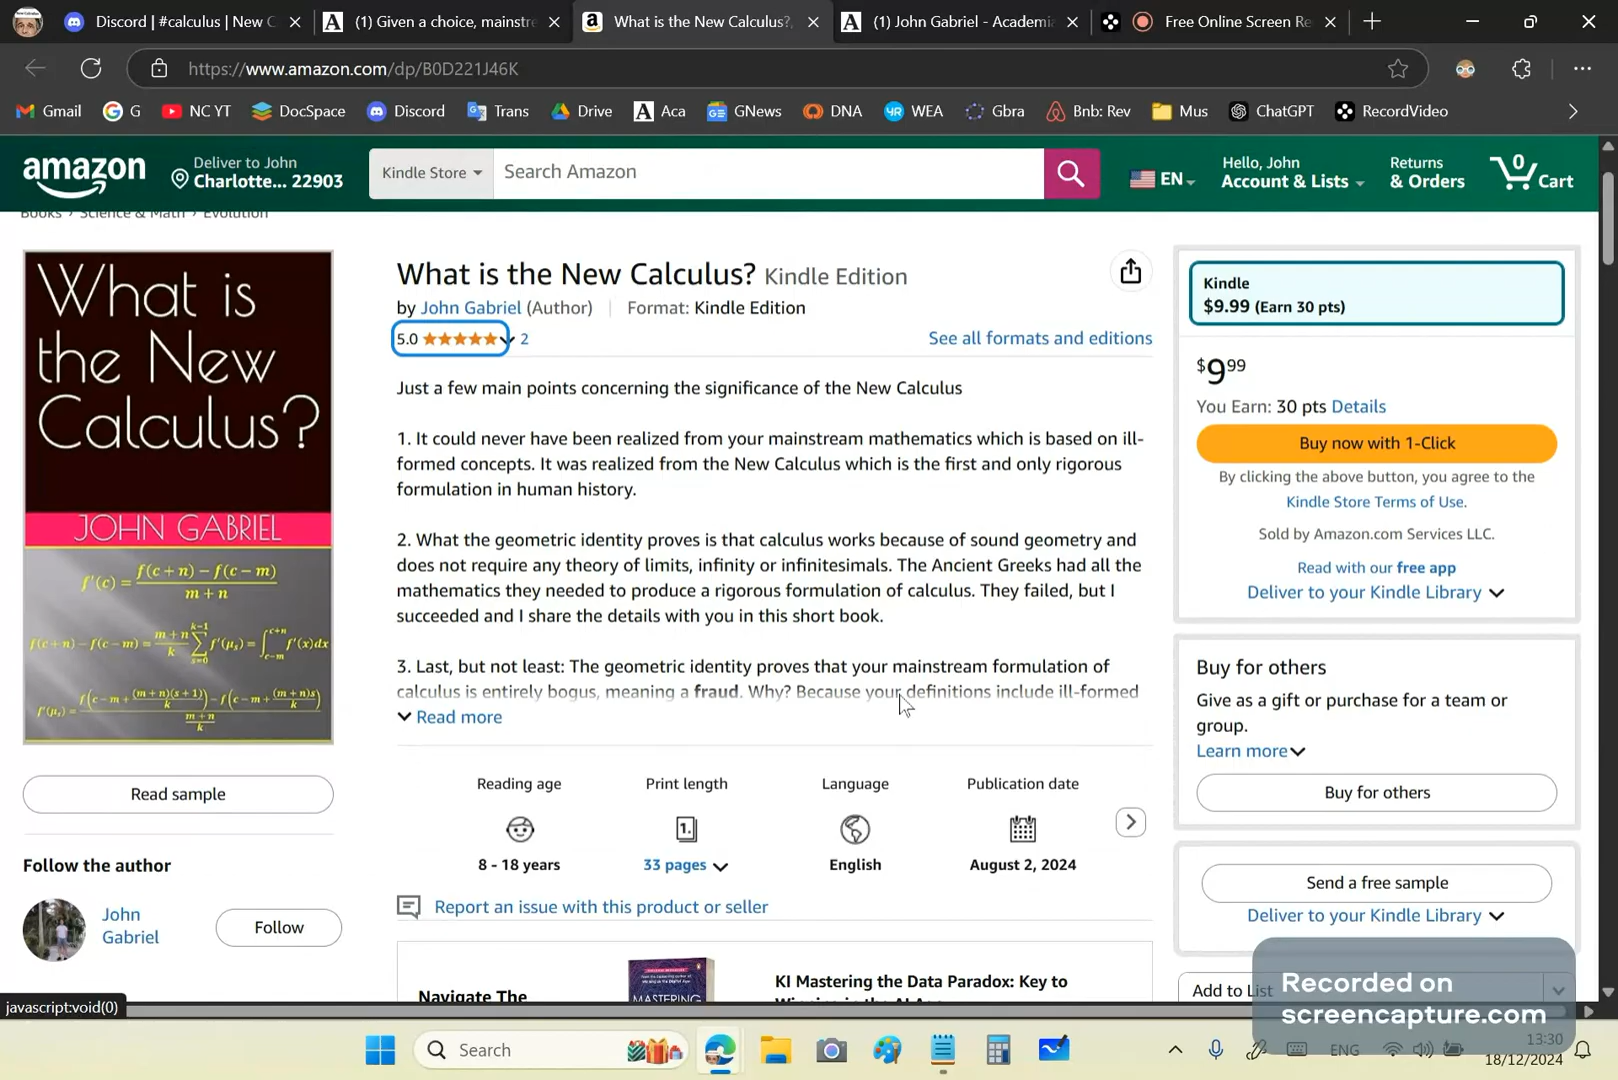 Discord | #calculus | New C
(1) Given a choice, mainstre
What is the New Calculus?,
(1) John Gabriel - Academia
Free Online Screen Re
https://www.amazon.com/dp/B0D221J46K
Gmail
G
NC YT
DocSpace
Discord
Trans
Drive
Aca
GNews
DNA
WEA
Gbra
Bnb: Rev
Mus
ChatGPT
RecordVideo
amazon
Deliver to John
Charlotte... 22903
Kindle Store
Search Amazon
EN
Hello, John
Account & Lists
Returns
& Orders
0
Cart
Books › Science & Math › Evolution
What is
the New
Calculus?
JOHN GABRIEL
f'(c) = f(c+n) − f(c−m) / m+n
f(c+n) − f(c−m) = m+n/k Σ s=0 k−1 f'(μs) = ∫ c−m c+n f'(x)dx
f'(μs) = f(c−m+(m+n)(s+1)/k) − f(c−m+(m+n)s/k) / m+n/k
Read sample
Follow the author
John
Gabriel
Follow
What is the New Calculus? Kindle Edition
by John Gabriel (Author) | Format: Kindle Edition
5.0 2
See all formats and editions
Just a few main points concerning the significance of the New Calculus
1. It could never have been realized from your mainstream mathematics which is based on ill-
formed concepts. It was realized from the New Calculus which is the first and only rigorous
formulation in human history.
2. What the geometric identity proves is that calculus works because of sound geometry and
does not require any theory of limits, infinity or infinitesimals. The Ancient Greeks had all the
mathematics they needed to produce a rigorous formulation of calculus. They failed, but I
succeeded and I share the details with you in this short book.
3. Last, but not least: The geometric identity proves that your mainstream formulation of
calculus is entirely bogus, meaning a fraud. Why? Because your definitions include ill-formed
Read more
Reading age
8 - 18 years
Print length
1.
33 pages
Language
English
Publication date
August 2, 2024
Report an issue with this product or seller
Navigate The
MASTERING
KI Mastering the Data Paradox: Key to
Winning in the AI Age
Kindle
$9.99 (Earn 30 pts)
$9 99
You Earn: 30 pts Details
Buy now with 1-Click
By clicking the above button, you agree to the
Kindle Store Terms of Use.
Sold by Amazon.com Services LLC.
Read with our free app
Deliver to your Kindle Library
Buy for others
Give as a gift or purchase for a team or
group.
Learn more
Buy for others
Send a free sample
Deliver to your Kindle Library
Add to List
Recorded on
screencapture.com
javascript:void(0)
Search
ENG
13:30
18/12/2024